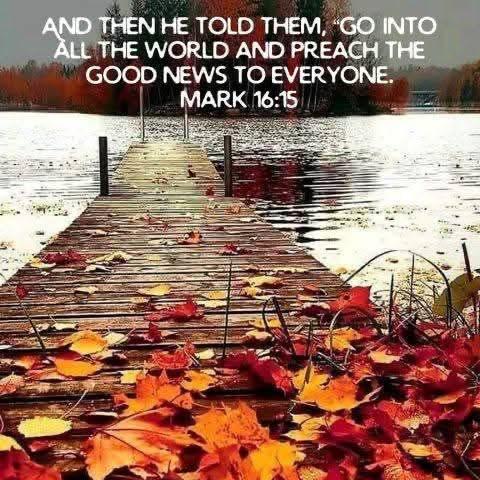 AND THEN HE TOLD THEM, “GO INTO
ALL THE WORLD AND PREACH THE
GOOD NEWS TO EVERYONE.
MARK 16:15